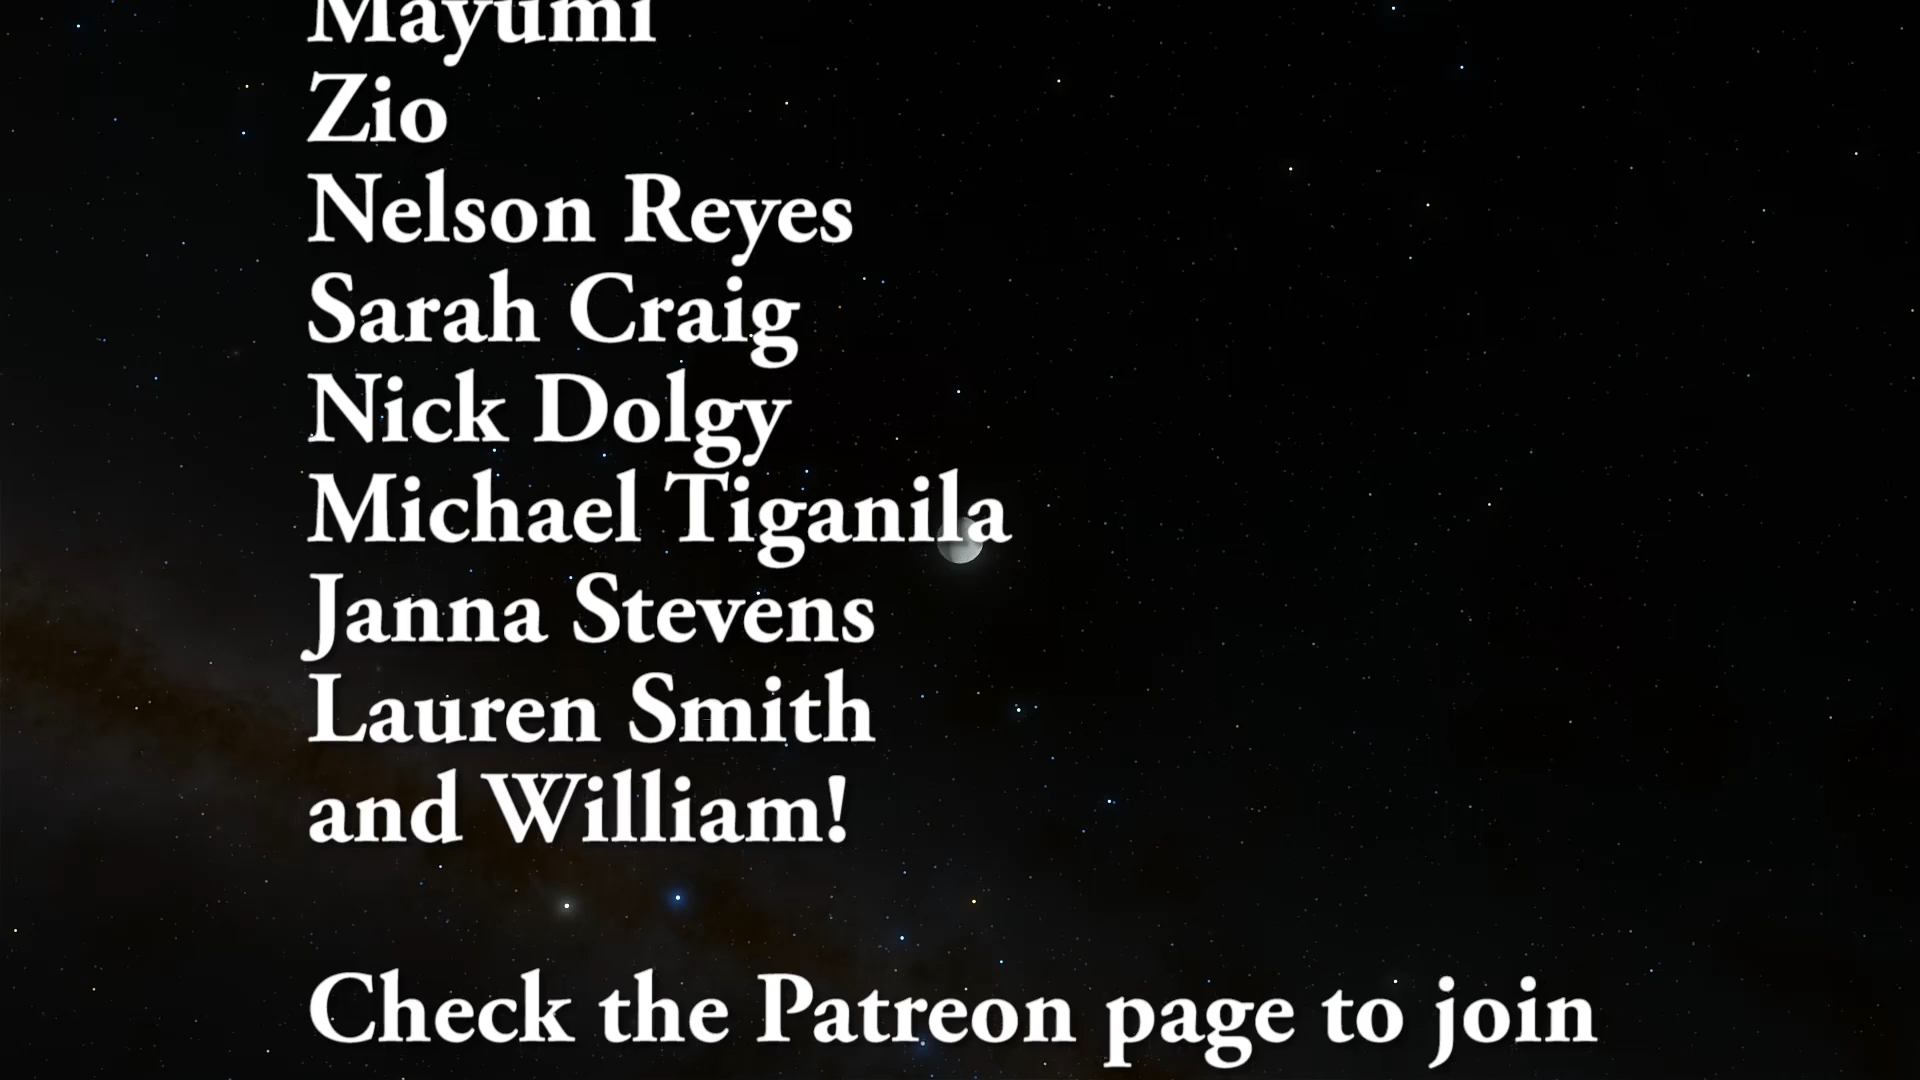 Mayumi
Zio
Nelson Reyes
Sarah Craig
Nick Dolgy
Michael Tiganila
Janna Stevens
Lauren Smith
and William!
Check the Patreon page to join